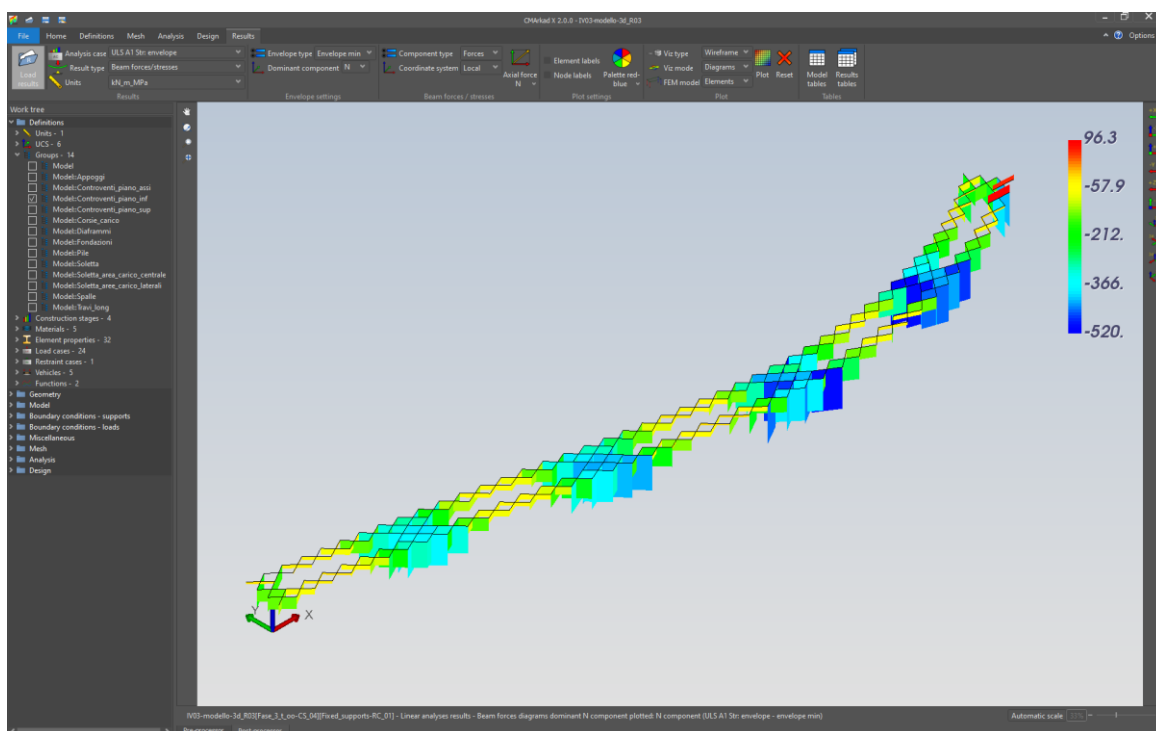 CMArkad X 2.0.0 - IV03-modello-3d_R03
File Home Definitions Mesh Analysis Design Results
Options
Load results
Analysis case ULS A1 Str: envelope
Result type Beam forces/stresses
Units kN_m_MPa
Results
Envelope type Envelope min
Dominant component N
Envelope settings
Component type Forces
Coordinate system Local
Axial force N
Beam forces / stresses
Element labels
Node labels
Palette red-blue
Plot settings
Viz type Wireframe
Viz mode Diagrams
FEM model Elements
Plot Reset
Plot
Model tables
Results tables
Tables
Work tree
Definitions
Units - 1
UCS - 6
Groups - 14
Model
Model::Appoggi
Model::Controventi_piano_assi
Model::Controventi_piano_inf
Model::Controventi_piano_sup
Model::Corsie_carico
Model::Diaframmi
Model::Fondazioni
Model::Pile
Model::Soletta
Model::Soletta_area_carico_centrale
Model::Soletta_aree_carico_laterali
Model::Spalle
Model::Travi_long
Construction stages - 4
Materials - 5
Element properties - 32
Load cases - 24
Restraint cases - 1
Vehicles - 5
Functions - 2
Geometry
Model
Boundary conditions - supports
Boundary conditions - loads
Miscellaneous
Mesh
Analysis
Design
96.3
-57.9
-212.
-366.
-520.
Y
X
IV03-modello-3d_R03[Fase_3_t_oo-CS_04][Fixed_supports-RC_01] - Linear analyses results - Beam forces diagrams dominant N component plotted: N component (ULS A1 Str: envelope - envelope min)
Automatic scale 33%